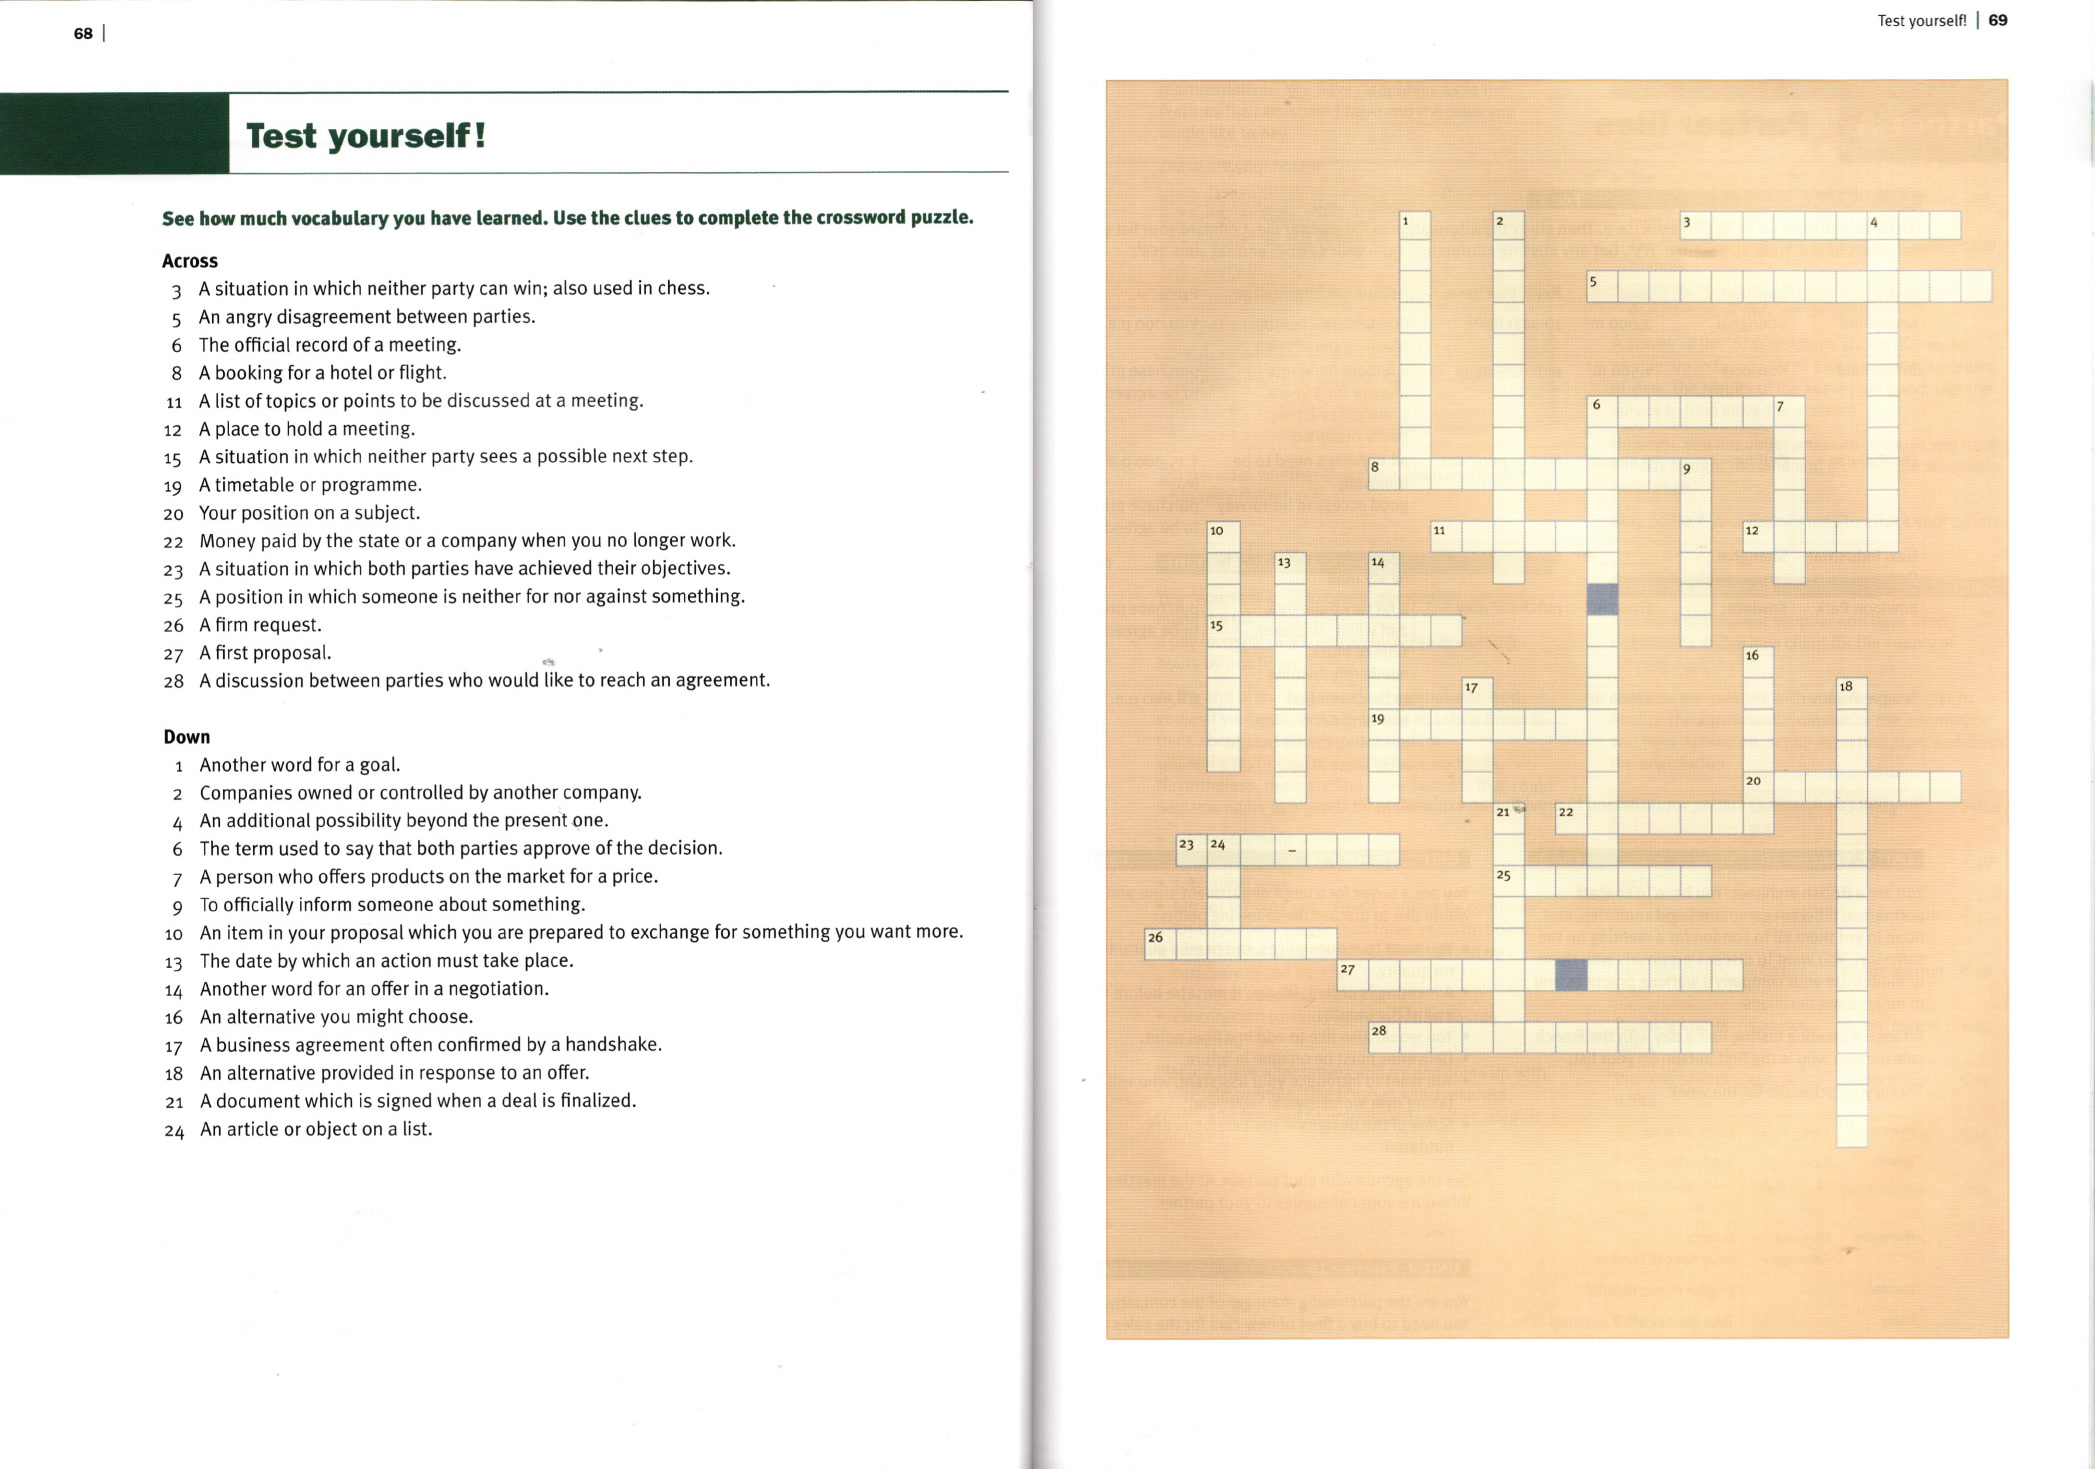 68 |
Test yourself!
See how much vocabulary you have learned. Use the clues to complete the crossword puzzle.
Across
3 A situation in which neither party can win; also used in chess.
5 An angry disagreement between parties.
6 The official record of a meeting.
8 A booking for a hotel or flight.
11 A list of topics or points to be discussed at a meeting.
12 A place to hold a meeting.
15 A situation in which neither party sees a possible next step.
19 A timetable or programme.
20 Your position on a subject.
22 Money paid by the state or a company when you no longer work.
23 A situation in which both parties have achieved their objectives.
25 A position in which someone is neither for nor against something.
26 A firm request.
27 A first proposal.
28 A discussion between parties who would like to reach an agreement.
Down
1 Another word for a goal.
2 Companies owned or controlled by another company.
4 An additional possibility beyond the present one.
6 The term used to say that both parties approve of the decision.
7 A person who offers products on the market for a price.
9 To officially inform someone about something.
10 An item in your proposal which you are prepared to exchange for something you want more.
13 The date by which an action must take place.
14 Another word for an offer in a negotiation.
16 An alternative you might choose.
17 A business agreement often confirmed by a handshake.
18 An alternative provided in response to an offer.
21 A document which is signed when a deal is finalized.
24 An article or object on a list.
Test yourself! | 69
1 2 3 4
5
6 7
8 9
10 11 12
13 14
15
16
17 18
19
20
21 22
23 24 –
25
26
27
28